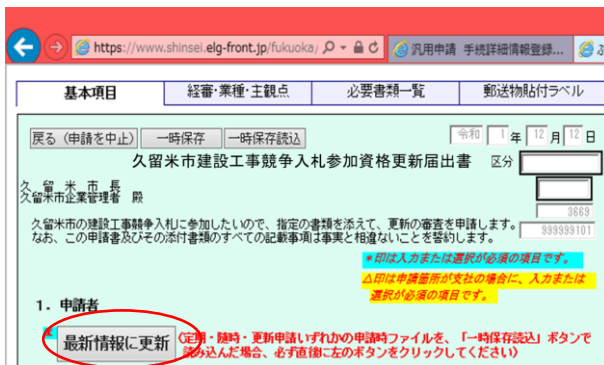 https://www.shinsei.elg-front.jp/fukuoka/
汎用申請 手続詳細情報登録...
基本項目 経審・業種・主観点 必要書類一覧 郵送物貼付ラベル
戻る（申請を中止） 一時保存 一時保存読込 令和 1 年 12 月 12 日
久留米市建設工事競争入札参加資格更新届出書 区分
久留米市長
久留米市企業管理者 殿
3669
久留米市の建設工事競争入札に参加したいので、指定の書類を添えて、更新の審査を申請します。 999999101
なお、この申請書及びその添付書類のすべての記載事項は事実と相違ないことを誓約します。
*印は入力または選択が必須の項目です。
△印は申請箇所が支社の場合に、入力または
選択が必須の項目です。
1. 申請者
最新情報に更新 (定期・随時・更新申請いずれかの申請時ファイルを、「一時保存読込」ボタンで
読み込んだ場合、必ず直後に左のボタンをクリックしてください)